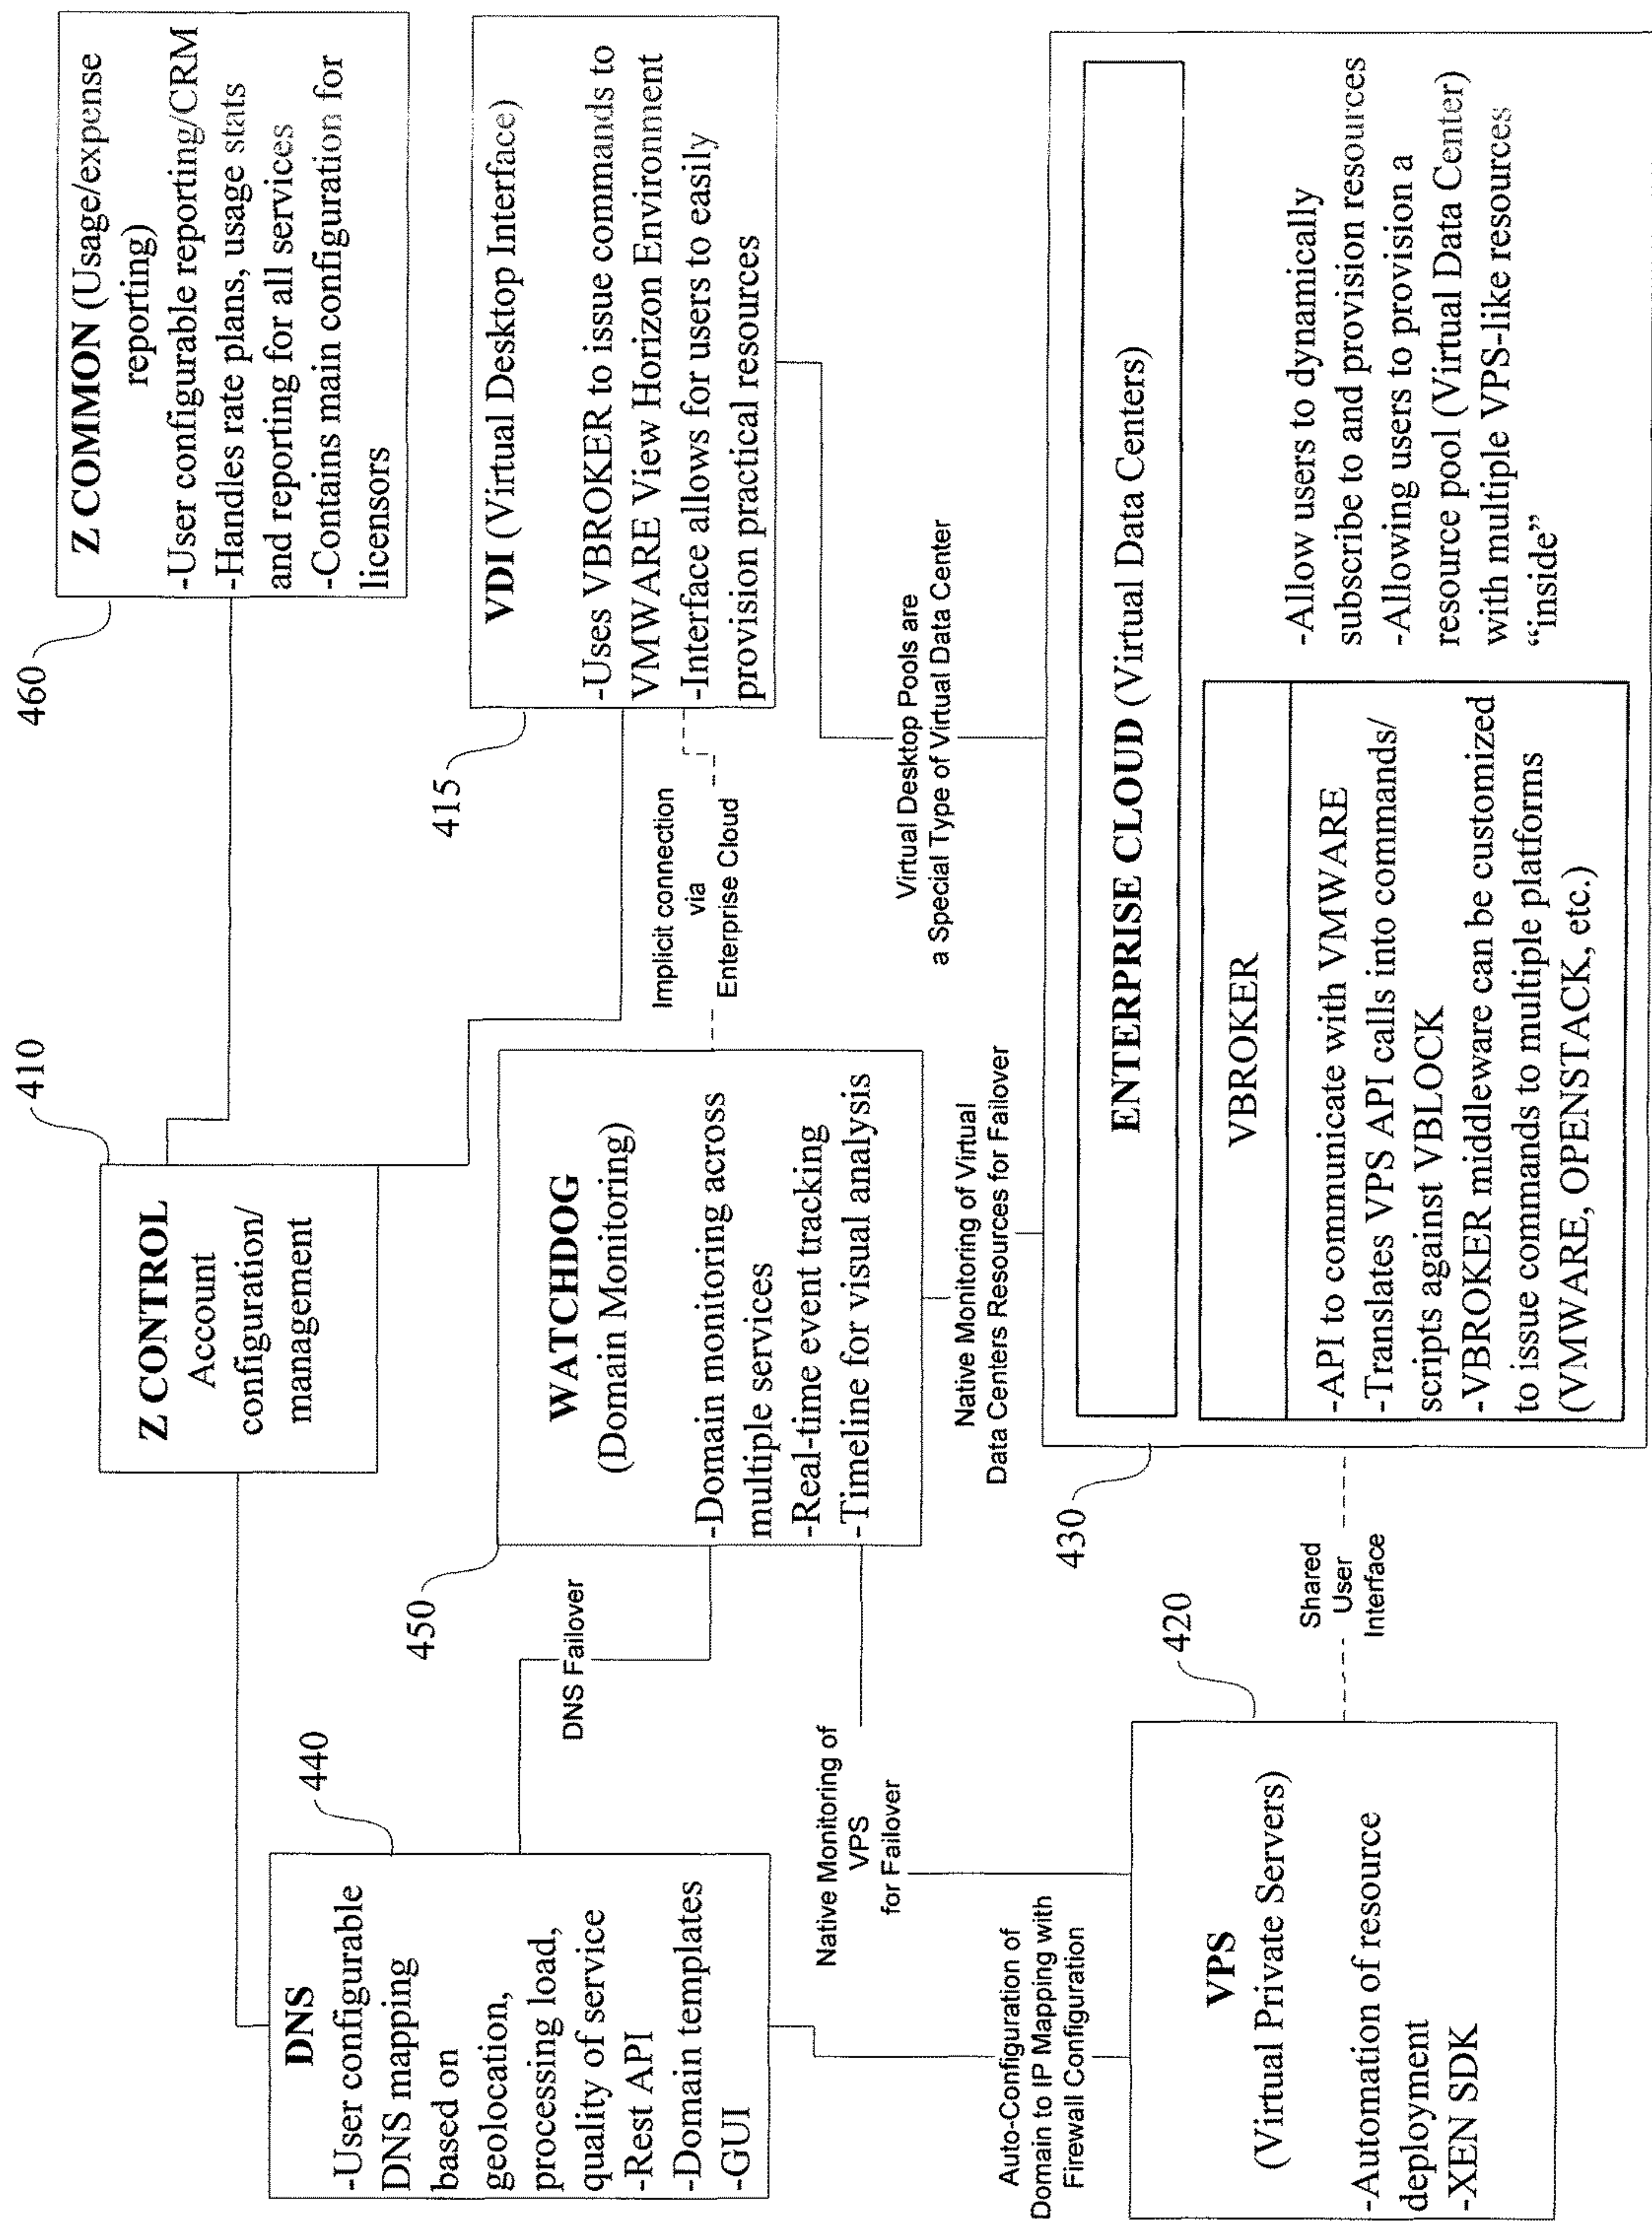 460
Z COMMON (Usage/expense
reporting)
-User configurable reporting/CRM
-Handles rate plans, usage stats
and reporting for all services
-Contains main configuration for
licensors
410
Z CONTROL
Account
configuration/
management
415
VDI (Virtual Desktop Interface)
-Uses VBROKER to issue commands to
VMWARE View Horizon Environment
-Interface allows for users to easily
provision practical resources
440
DNS
-User configurable
DNS mapping
based on
geolocation,
processing load,
quality of service
-Rest API
-Domain templates
-GUI
DNS Failover
450
WATCHDOG
(Domain Monitoring)
-Domain monitoring across
multiple services
-Real-time event tracking
-Timeline for visual analysis
Implicit connection
via
Enterprise Cloud
Native Monitoring of
VPS
for Failover
Native Monitoring of Virtual
Data Centers Resources for Failover
Virtual Desktop Pools are
a Special Type of Virtual Data Center
Auto-Configuration of
Domain to IP Mapping with
Firewall Configuration
420
VPS
(Virtual Private Servers)
-Automation of resource
deployment
-XEN SDK
Shared
User
Interface
430
ENTERPRISE CLOUD (Virtual Data Centers)
VBROKER
-API to communicate with VMWARE
-Translates VPS API calls into commands/
scripts against VBLOCK
-VBROKER middleware can be customized
to issue commands to multiple platforms
(VMWARE, OPENSTACK, etc.)
-Allow users to dynamically
subscribe to and provision resources
-Allowing users to provision a
resource pool (Virtual Data Center)
with multiple VPS-like resources
“inside”